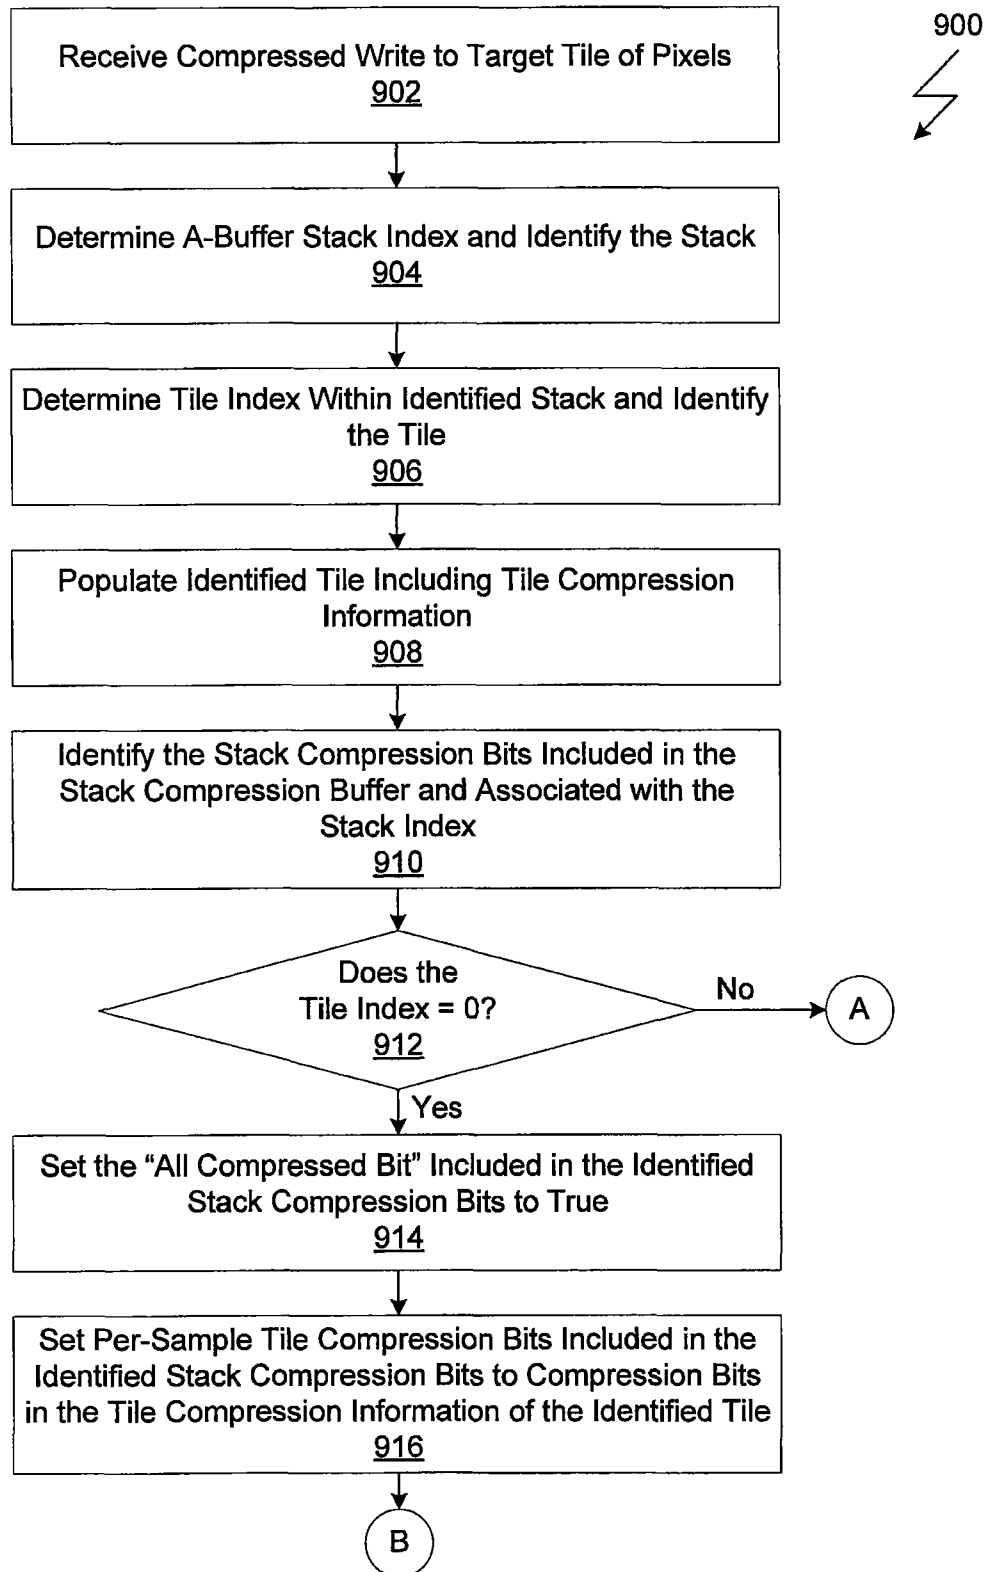 900
Receive Compressed Write to Target Tile of Pixels
902
Determine A-Buffer Stack Index and Identify the Stack
904
Determine Tile Index Within Identified Stack and Identify
the Tile
906
Populate Identified Tile Including Tile Compression
Information
908
Identify the Stack Compression Bits Included in the
Stack Compression Buffer and Associated with the
Stack Index
910
Does the
Tile Index = 0?
912
No
A
Yes
Set the “All Compressed Bit” Included in the Identified
Stack Compression Bits to True
914
Set Per-Sample Tile Compression Bits Included in the
Identified Stack Compression Bits to Compression Bits
in the Tile Compression Information of the Identified Tile
916
B